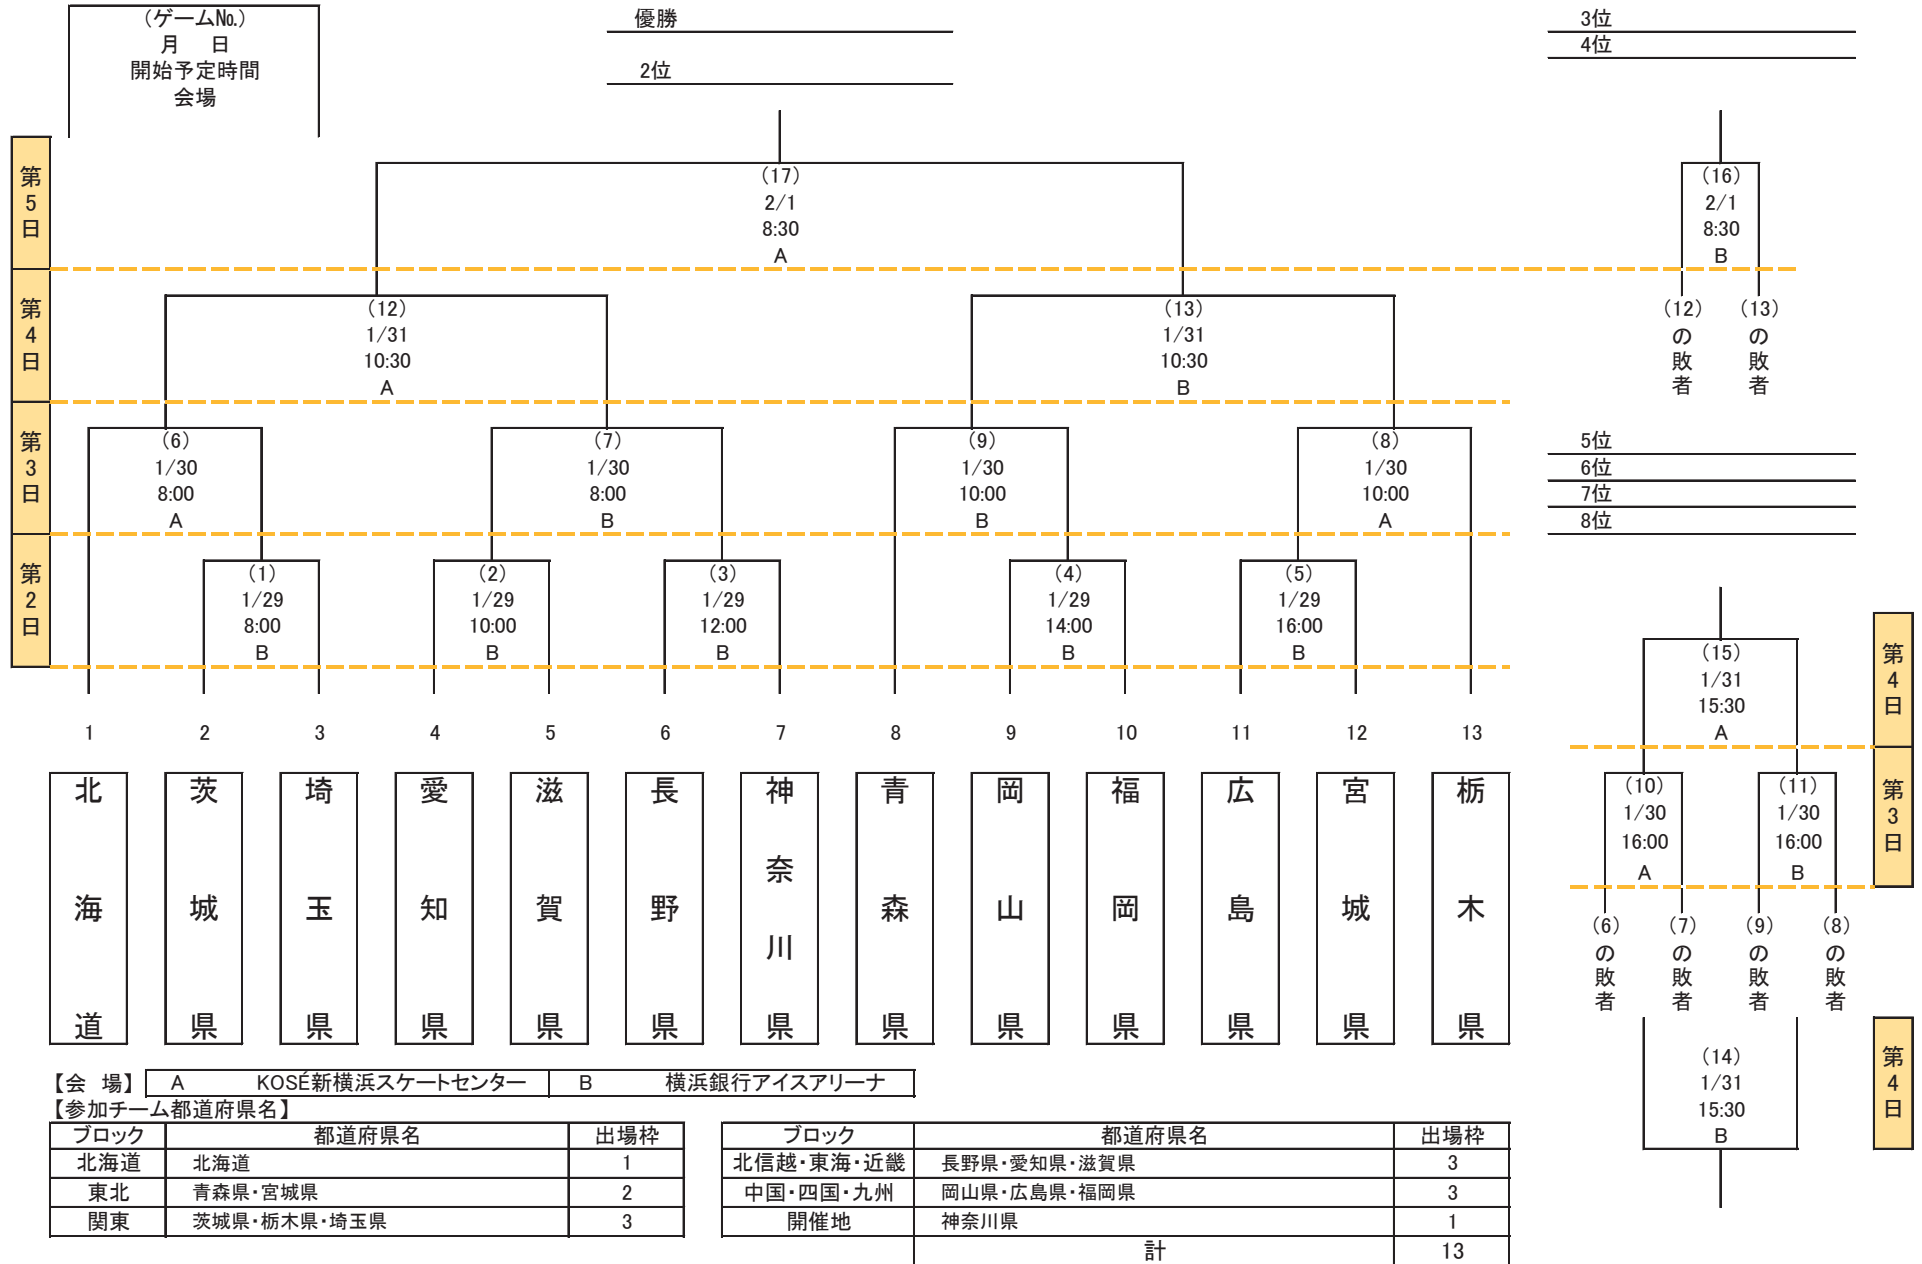 （ゲームNo.）
月　日
開始予定時間
会場
優勝
2位
3位
4位
第5日
(17)
2/1
8:30
A
(16)
2/1
8:30
B
第4日
(12)
1/31
10:30
A
(13)
1/31
10:30
B
(12)の敗者
(13)の敗者
第3日
(6)
1/30
8:00
A
(7)
1/30
8:00
B
(9)
1/30
10:00
B
(8)
1/30
10:00
A
5位
6位
7位
8位
第2日
(1)
1/29
8:00
B
(2)
1/29
10:00
B
(3)
1/29
12:00
B
(4)
1/29
14:00
B
(5)
1/29
16:00
B
第4日
(15)
1/31
15:30
A
1 2 3 4 5 6 7 8 9 10 11 12 13
北海道
茨城県
埼玉県
愛知県
滋賀県
長野県
神奈川県
青森県
岡山県
福岡県
広島県
宮城県
栃木県
第3日
(10)
1/30
16:00
A
(11)
1/30
16:00
B
(6)の敗者
(7)の敗者
(9)の敗者
(8)の敗者
第4日
(14)
1/31
15:30
B
【会　場】 A KOSÉ新横浜スケートセンター B 横浜銀行アイスアリーナ
【参加チーム都道府県名】
ブロック 都道府県名 出場枠
北海道 北海道 1
東北 青森県・宮城県 2
関東 茨城県・栃木県・埼玉県 3
ブロック 都道府県名 出場枠
北信越・東海・近畿 長野県・愛知県・滋賀県 3
中国・四国・九州 岡山県・広島県・福岡県 3
開催地 神奈川県 1
計 13